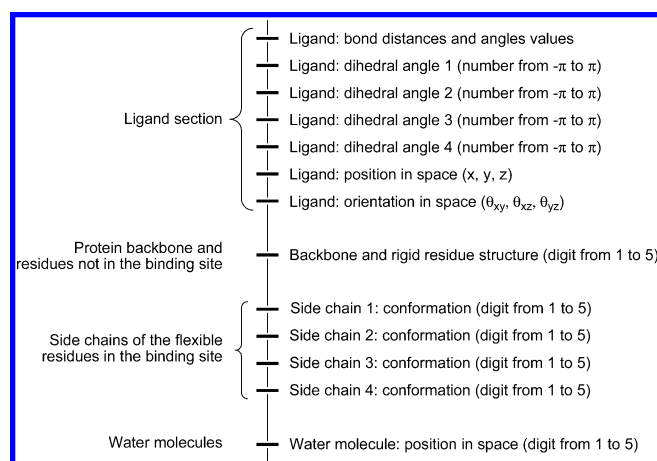 Ligand: bond distances and angles values
Ligand: dihedral angle 1 (number from -π to π)
Ligand: dihedral angle 2 (number from -π to π)
Ligand section
Ligand: dihedral angle 3 (number from -π to π)
Ligand: dihedral angle 4 (number from -π to π)
Ligand: position in space (x, y, z)
Ligand: orientation in space (θxy, θxz, θyz)
Protein backbone and
residues not in the binding site
Backbone and rigid residue structure (digit from 1 to 5)
Side chain 1: conformation (digit from 1 to 5)
Side chains of the flexible
residues in the binding site
Side chain 2: conformation (digit from 1 to 5)
Side chain 3: conformation (digit from 1 to 5)
Side chain 4: conformation (digit from 1 to 5)
Water molecules
Water molecule: position in space (digit from 1 to 5)